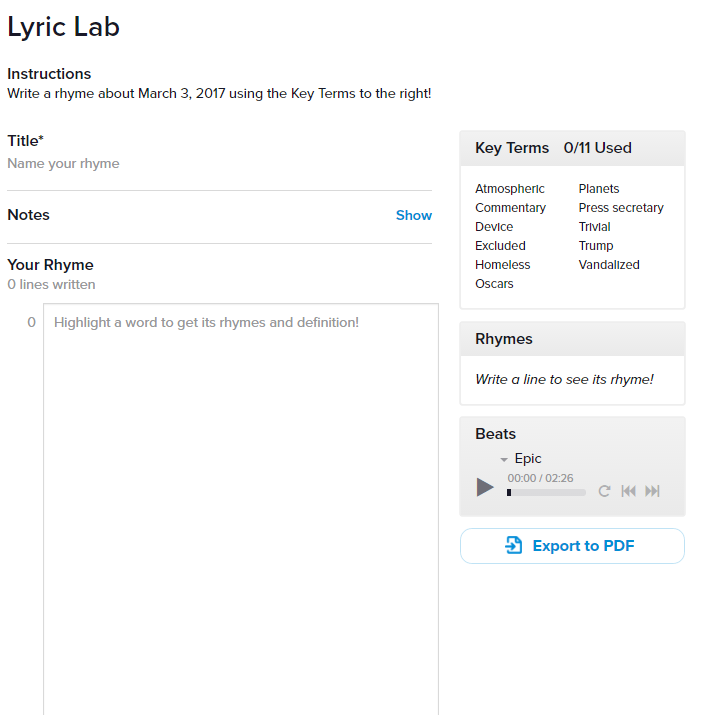 Lyric Lab
Instructions
Write a rhyme about March 3, 2017 using the Key Terms to the right!
Title*
Name your rhyme
Notes Show
Your Rhyme
0 lines written
0 Highlight a word to get its rhymes and definition!
Key Terms 0/11 Used
Atmospheric Planets
Commentary Press secretary
Device Trivial
Excluded Trump
Homeless Vandalized
Oscars
Rhymes
Write a line to see its rhyme!
Beats
Epic
00:00 / 02:26
Export to PDF